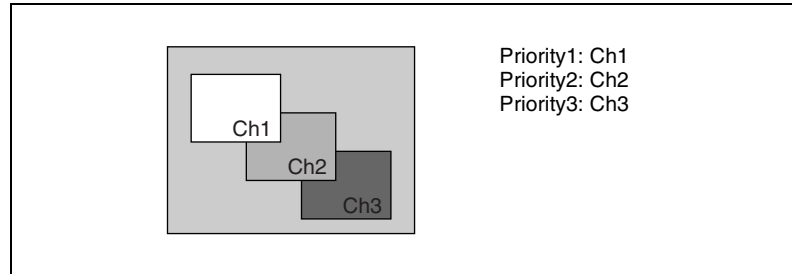 Priority1: Ch1
Priority2: Ch2
Priority3: Ch3
Ch1
Ch2
Ch3